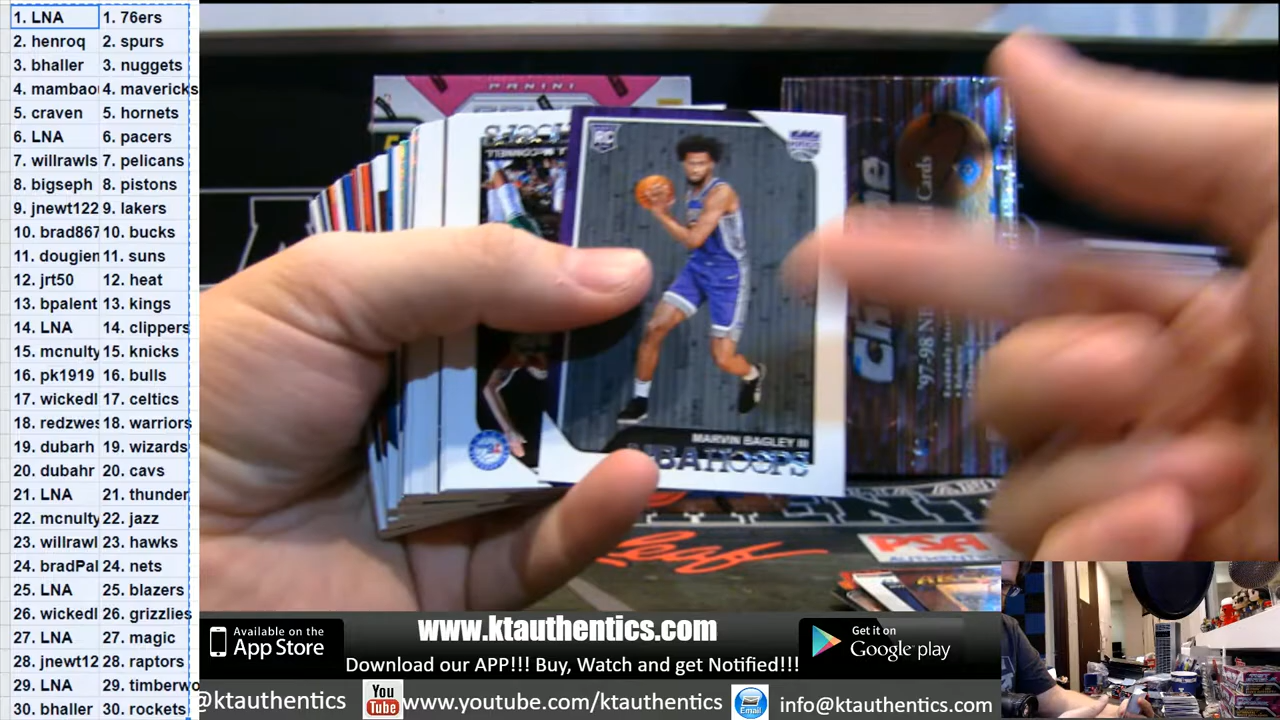 1. LNA 1. 76ers
2. henroq 2. spurs
3. bhaller 3. nuggets
4. mambao 4. mavericks
5. craven 5. hornets
6. LNA 6. pacers
7. willrawls 7. pelicans
8. bigseph 8. pistons
9. jnewt122 9. lakers
10. brad867 10. bucks
11. dougien 11. suns
12. jrt50 12. heat
13. bpalent 13. kings
14. LNA 14. clippers
15. mcnulty 15. knicks
16. pk1919 16. bulls
17. wickedl 17. celtics
18. redzwes 18. warriors
19. dubarh 19. wizards
20. dubahr 20. cavs
21. LNA 21. thunder
22. mcnulty 22. jazz
23. willrawl 23. hawks
24. bradPal 24. nets
25. LNA 25. blazers
26. wickedl 26. grizzlies
27. LNA 27. magic
28. jnewt12 28. raptors
29. LNA 29. timberwo
30. bhaller 30. rockets
PANINI
RC
McCONNELL
MARVIN BAGLEY III
NBA HOOPS
'97-98 N
Cards
PSA
Available on the
App Store
www.ktauthentics.com
Download our APP!!! Buy, Watch and get Notified!!!
Get it on
Google play
@ktauthentics
You
Tube
www.youtube.com/ktauthentics
Email
info@ktauthentics.com